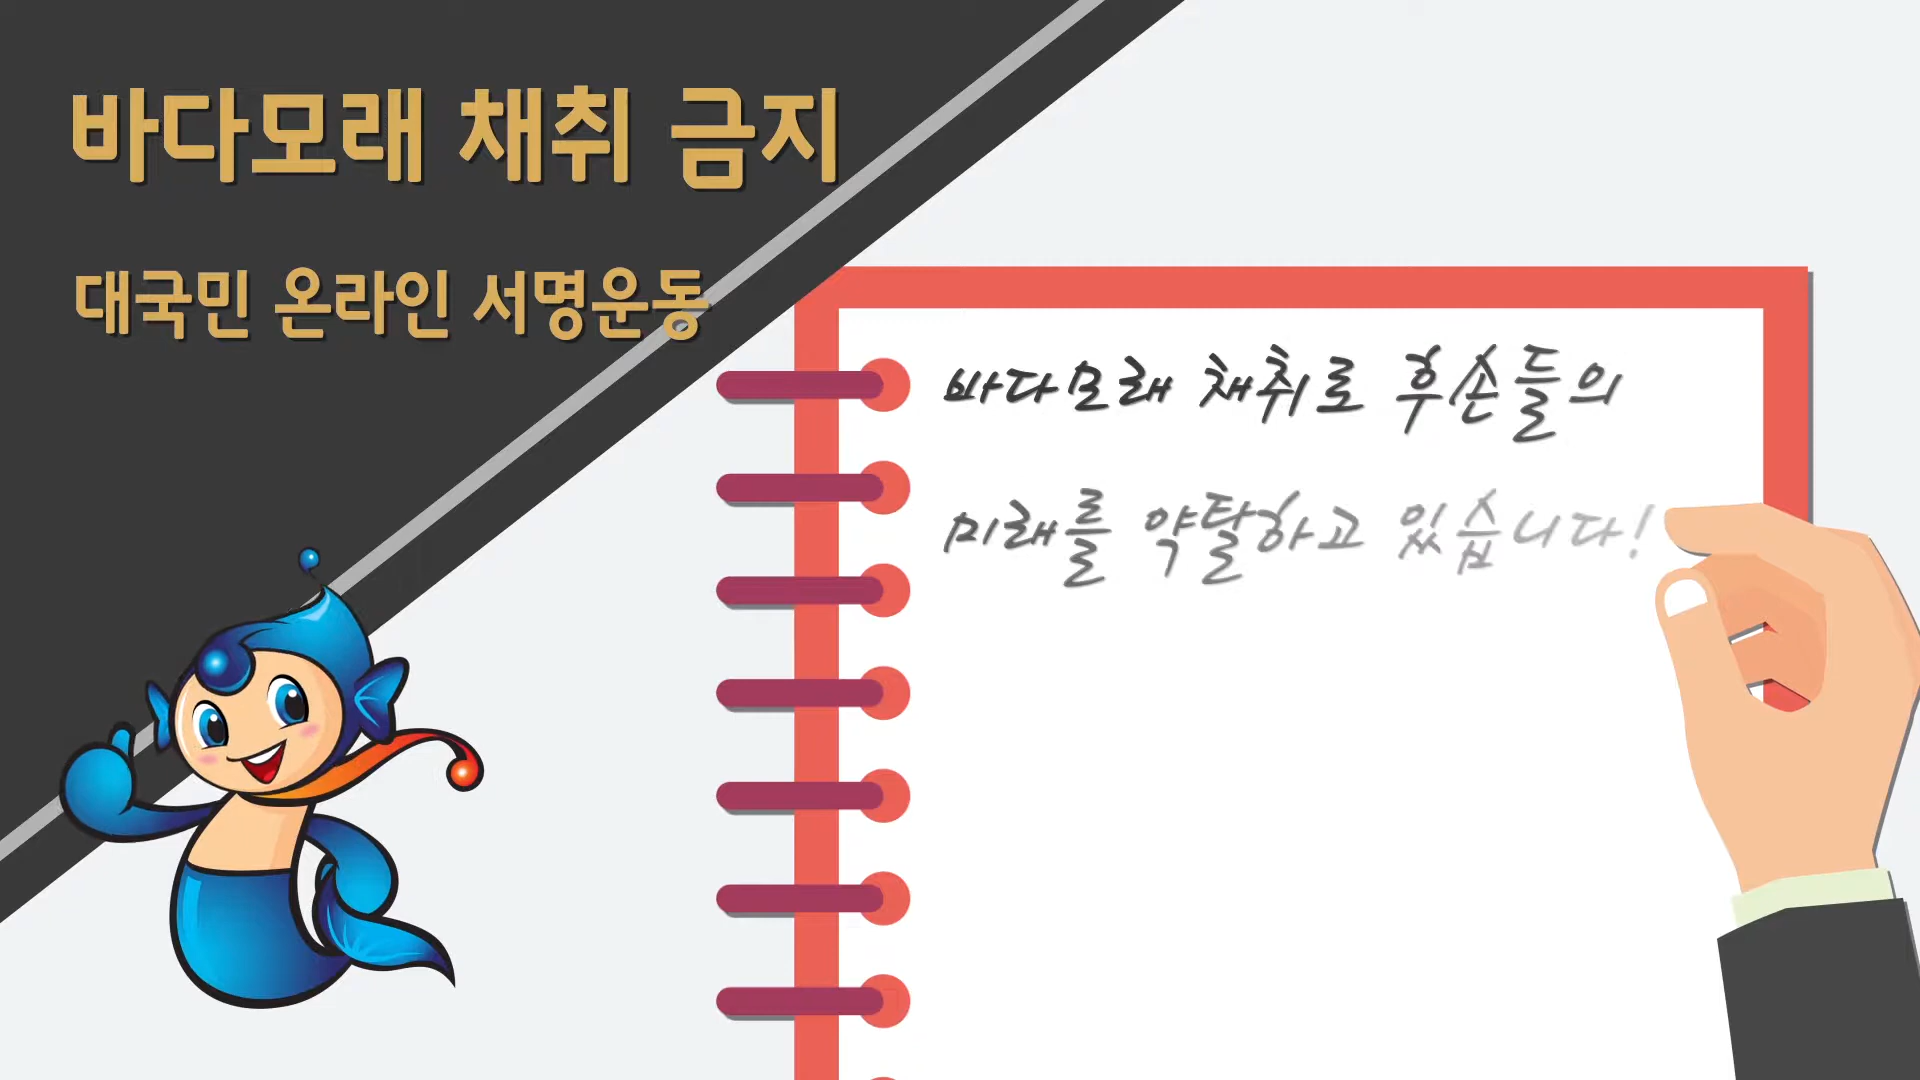 바다모래 채취 금지
대국민 온라인 서명운동
바다모래 채취로 후손들의
미래를 약탈하고 있습니다!